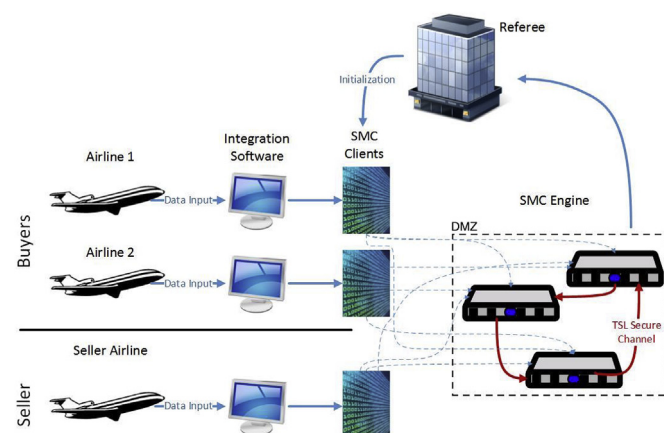 Referee
Initialization
Integration
Software
SMC
Clients
Airline 1
Data Input
SMC Engine
DMZ
Buyers
Airline 2
Data Input
TSL Secure
Channel
Seller Airline
Seller
Data Input